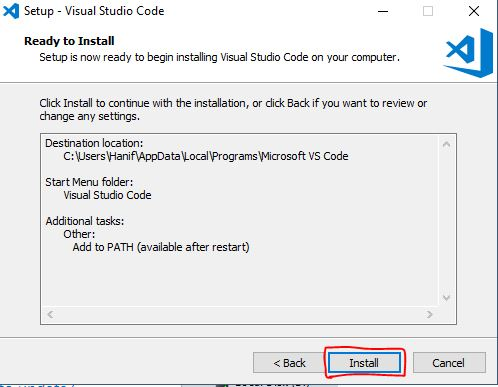 Setup - Visual Studio Code
Ready to Install
Setup is now ready to begin installing Visual Studio Code on your computer.
Click Install to continue with the installation, or click Back if you want to review or
change any settings.
Destination location:
C:\Users\Hanif\AppData\Local\Programs\Microsoft VS Code
Start Menu folder:
Visual Studio Code
Additional tasks:
Other:
Add to PATH (available after restart)
< Back
Install
Cancel